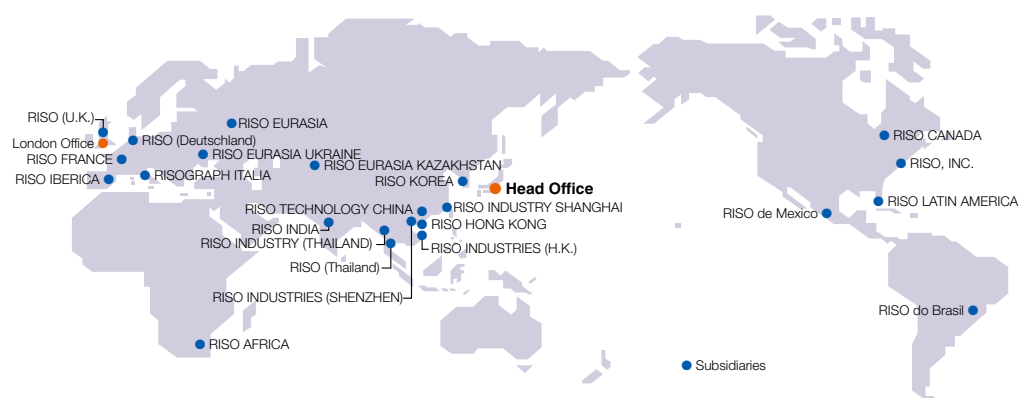 RISO (U.K.)
London Office
RISO FRANCE
RISO IBERICA
RISO EURASIA
RISO (Deutschland)
RISO EURASIA UKRAINE
RISOGRAPH ITALIA
RISO EURASIA KAZAKHSTAN
RISO KOREA
Head Office
RISO TECHNOLOGY CHINA
RISO INDUSTRY SHANGHAI
RISO INDIA
RISO HONG KONG
RISO INDUSTRY (THAILAND)
RISO INDUSTRIES (H.K.)
RISO (Thailand)
RISO INDUSTRIES (SHENZHEN)
RISO AFRICA
RISO CANADA
RISO, INC.
RISO LATIN AMERICA
RISO de Mexico
RISO do Brasil
Subsidiaries